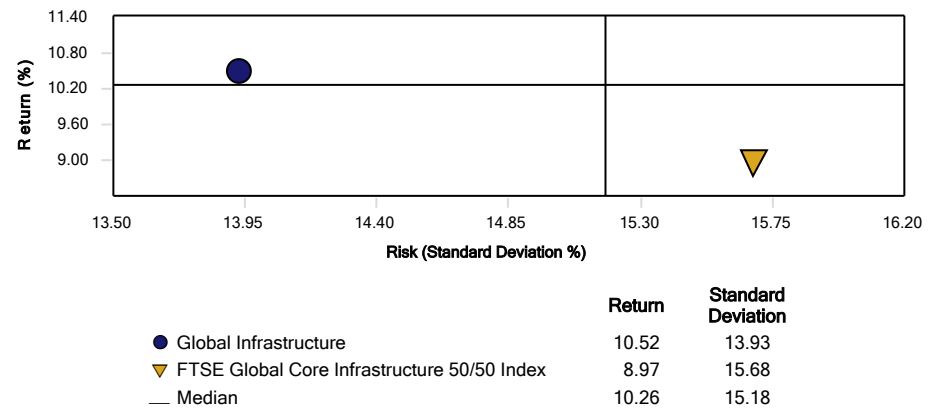 11.40
10.80
10.20
9.60
9.00
Return (%)
13.50 13.95 14.40 14.85 15.30 15.75 16.20
Risk (Standard Deviation %)
Return Standard Deviation
Global Infrastructure 10.52 13.93
FTSE Global Core Infrastructure 50/50 Index 8.97 15.68
Median 10.26 15.18